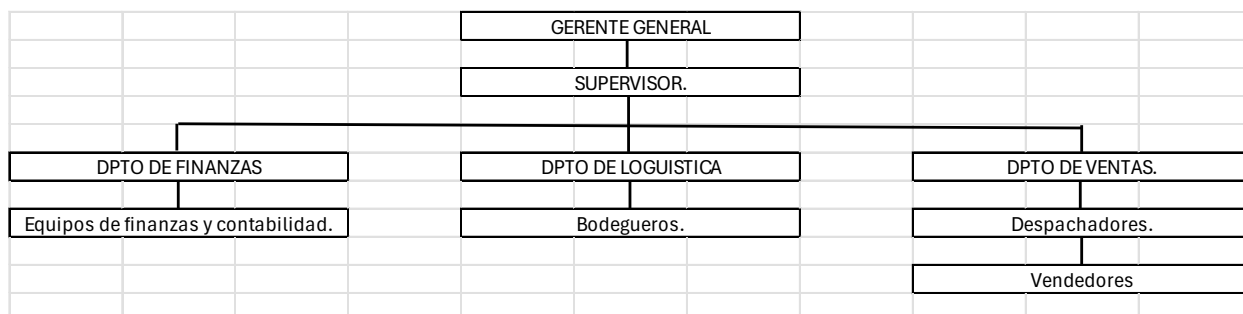 GERENTE GENERAL
SUPERVISOR.
DPTO DE FINANZAS
DPTO DE LOGUISTICA
DPTO DE VENTAS.
Equipos de finanzas y contabilidad.
Bodegueros.
Despachadores.
Vendedores